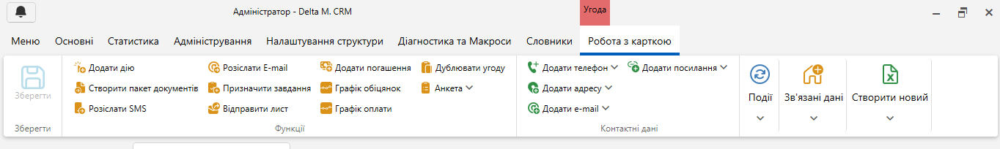 Адміністратор - Delta M. CRM
Угода
Меню Основні Статистика Адміністрування Налаштування структури Діагностика та Макроси Словники Робота з карткою
Додати дію Розіслати E-mail Додати погашення Дублювати угоду Додати телефон Додати посилання
Зберегти Створити пакет документів Призначити завдання Графік обіцянок Анкета Додати адресу Події Зв'язані дані Створити новий
Розіслати SMS Відправити лист Графік оплати Додати e-mail
Зберегти Функції Контактні дані